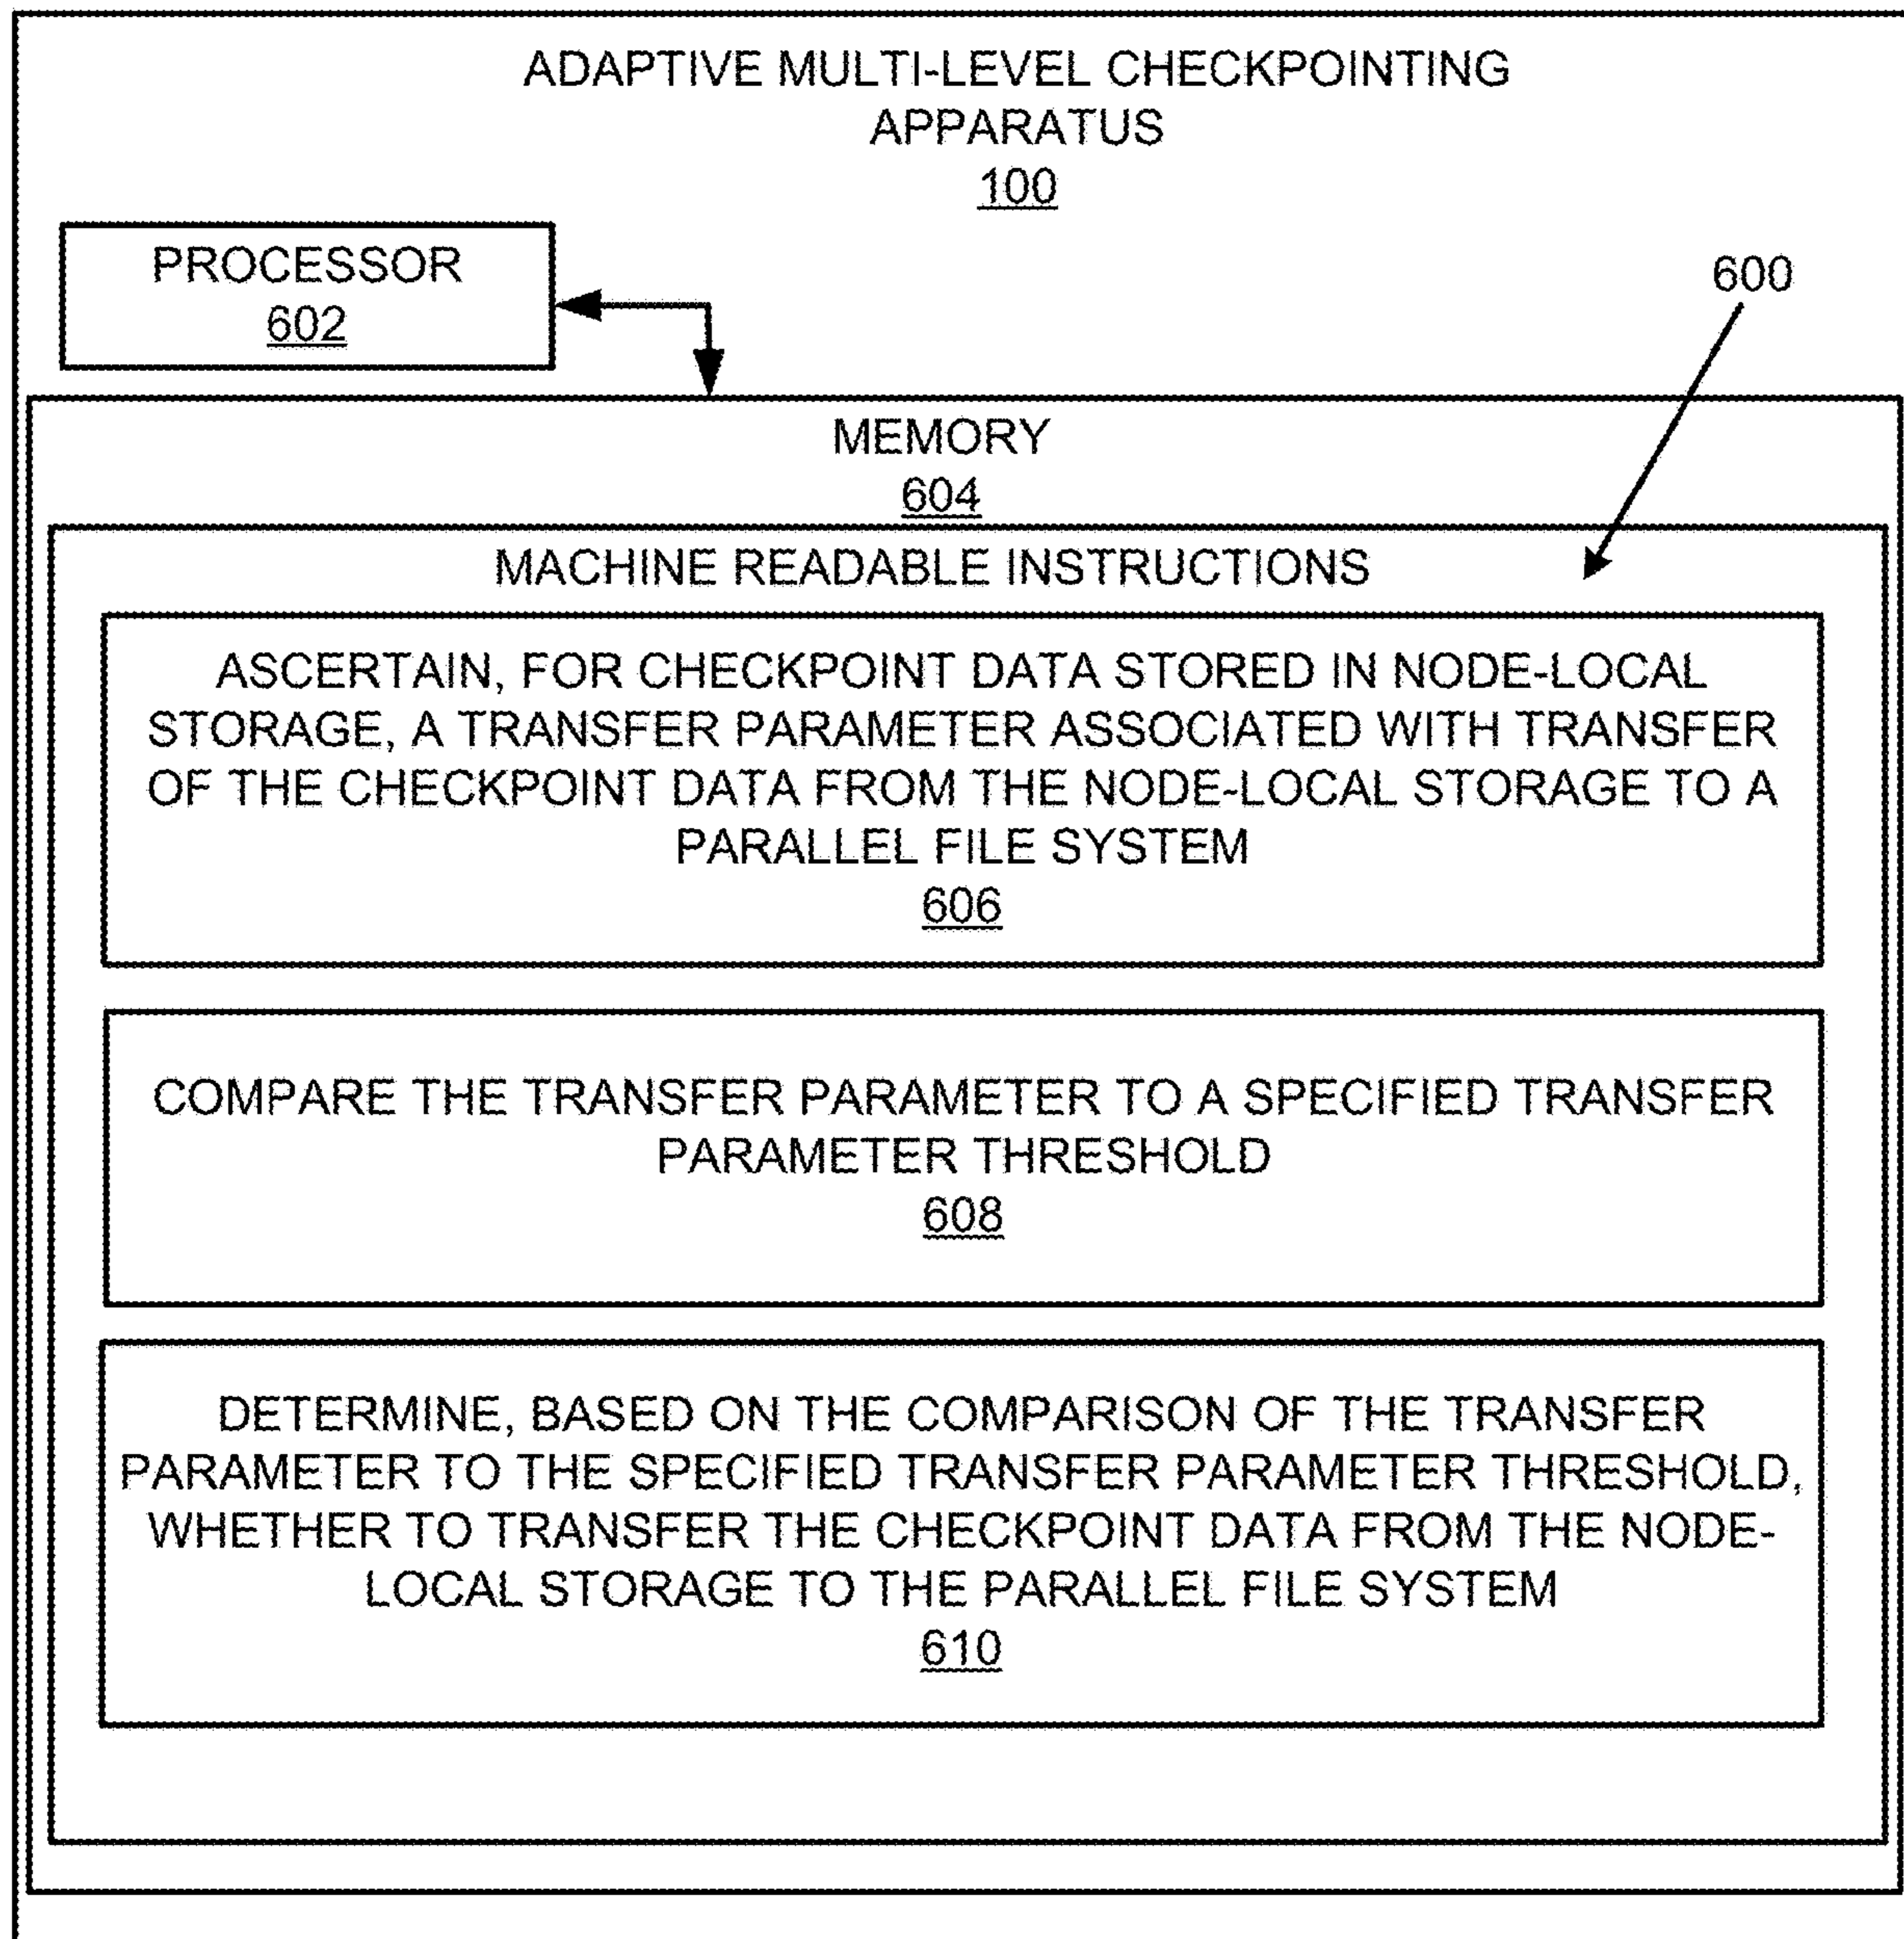 ADAPTIVE MULTI-LEVEL CHECKPOINTING
APPARATUS
100
PROCESSOR
602
600
MEMORY
604
MACHINE READABLE INSTRUCTIONS
ASCERTAIN, FOR CHECKPOINT DATA STORED IN NODE-LOCAL
STORAGE, A TRANSFER PARAMETER ASSOCIATED WITH TRANSFER
OF THE CHECKPOINT DATA FROM THE NODE-LOCAL STORAGE TO A
PARALLEL FILE SYSTEM
606
COMPARE THE TRANSFER PARAMETER TO A SPECIFIED TRANSFER
PARAMETER THRESHOLD
608
DETERMINE, BASED ON THE COMPARISON OF THE TRANSFER
PARAMETER TO THE SPECIFIED TRANSFER PARAMETER THRESHOLD,
WHETHER TO TRANSFER THE CHECKPOINT DATA FROM THE NODE-
LOCAL STORAGE TO THE PARALLEL FILE SYSTEM
610